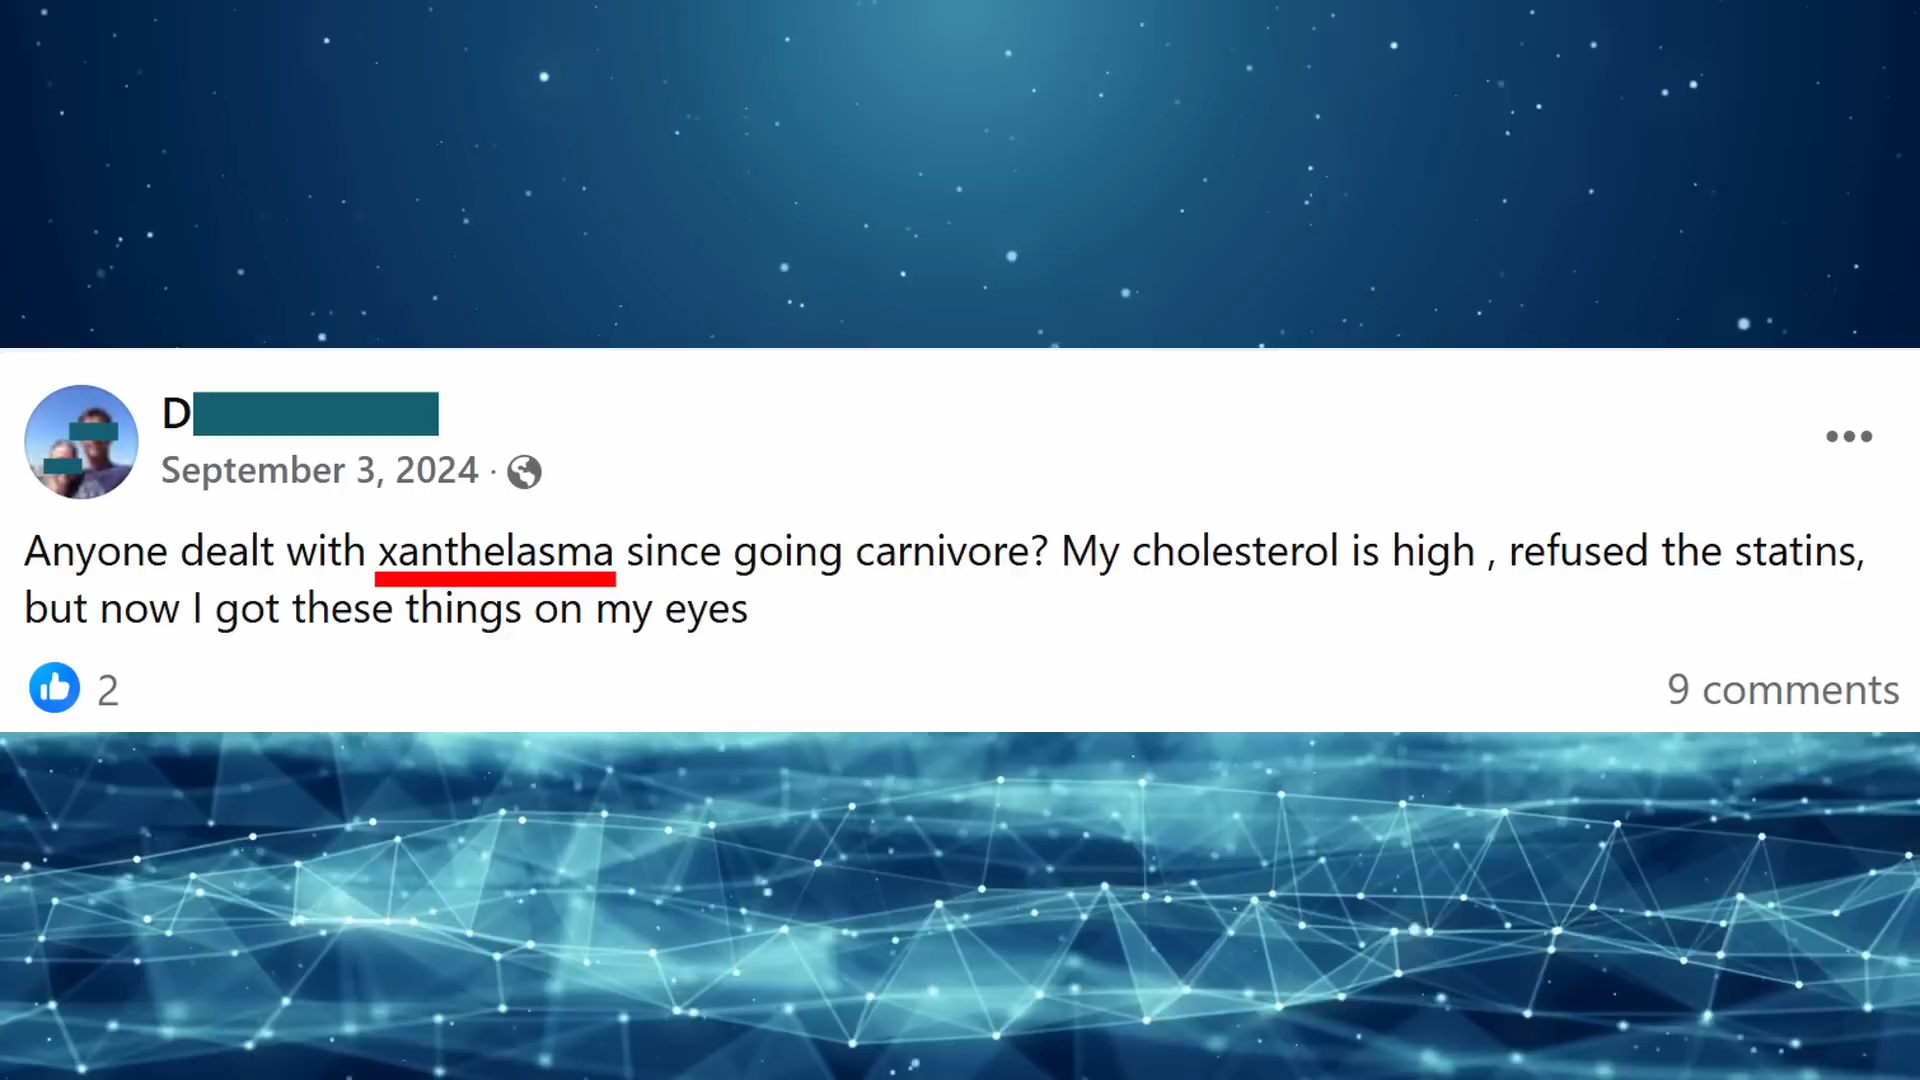 D
September 3, 2024 ·
Anyone dealt with xanthelasma since going carnivore? My cholesterol is high , refused the statins,
but now I got these things on my eyes
2
9 comments